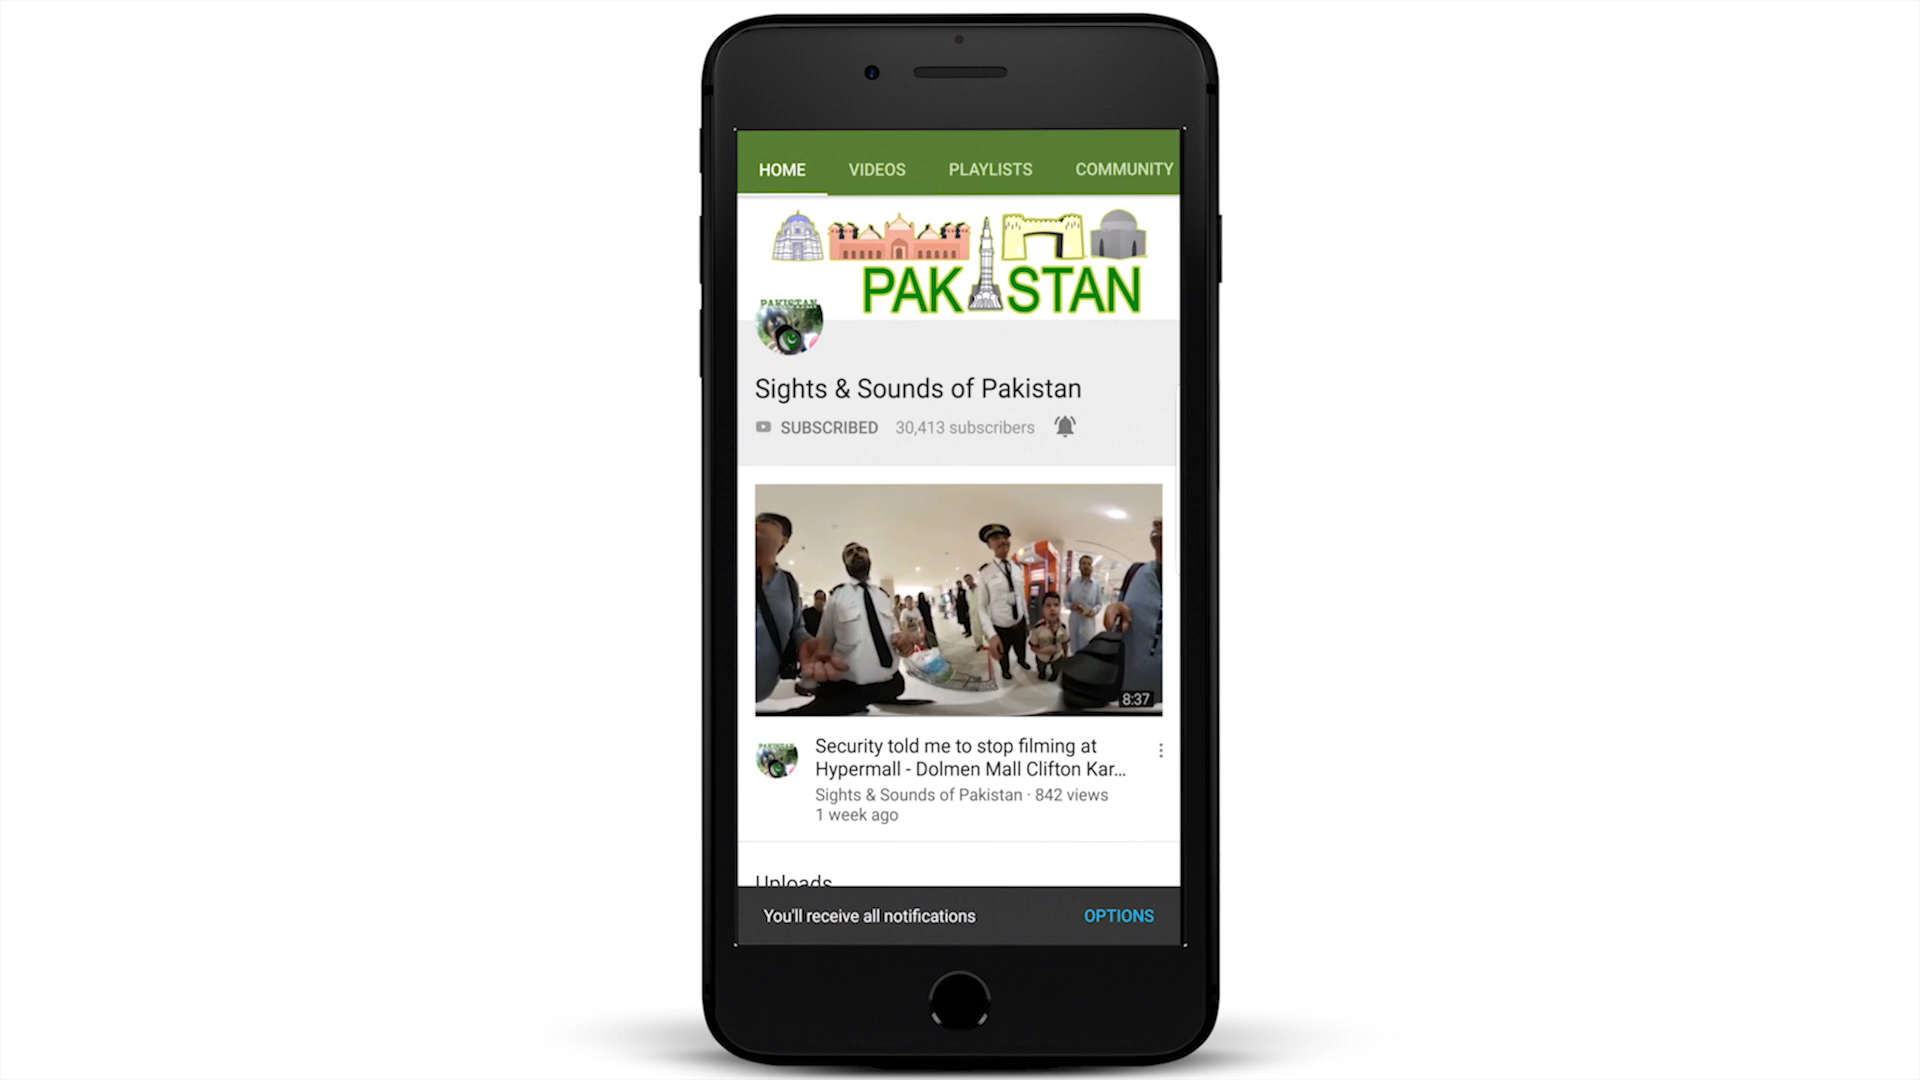 HOME VIDEOS PLAYLISTS COMMUNITY
PAKISTAN
PAKISTAN
Sights & Sounds of Pakistan
SUBSCRIBED 30,413 subscribers
8:37
PAKISTAN
Security told me to stop filming at
Hypermall - Dolmen Mall Clifton Kar...
Sights & Sounds of Pakistan · 842 views
1 week ago
Uploads
You'll receive all notifications OPTIONS